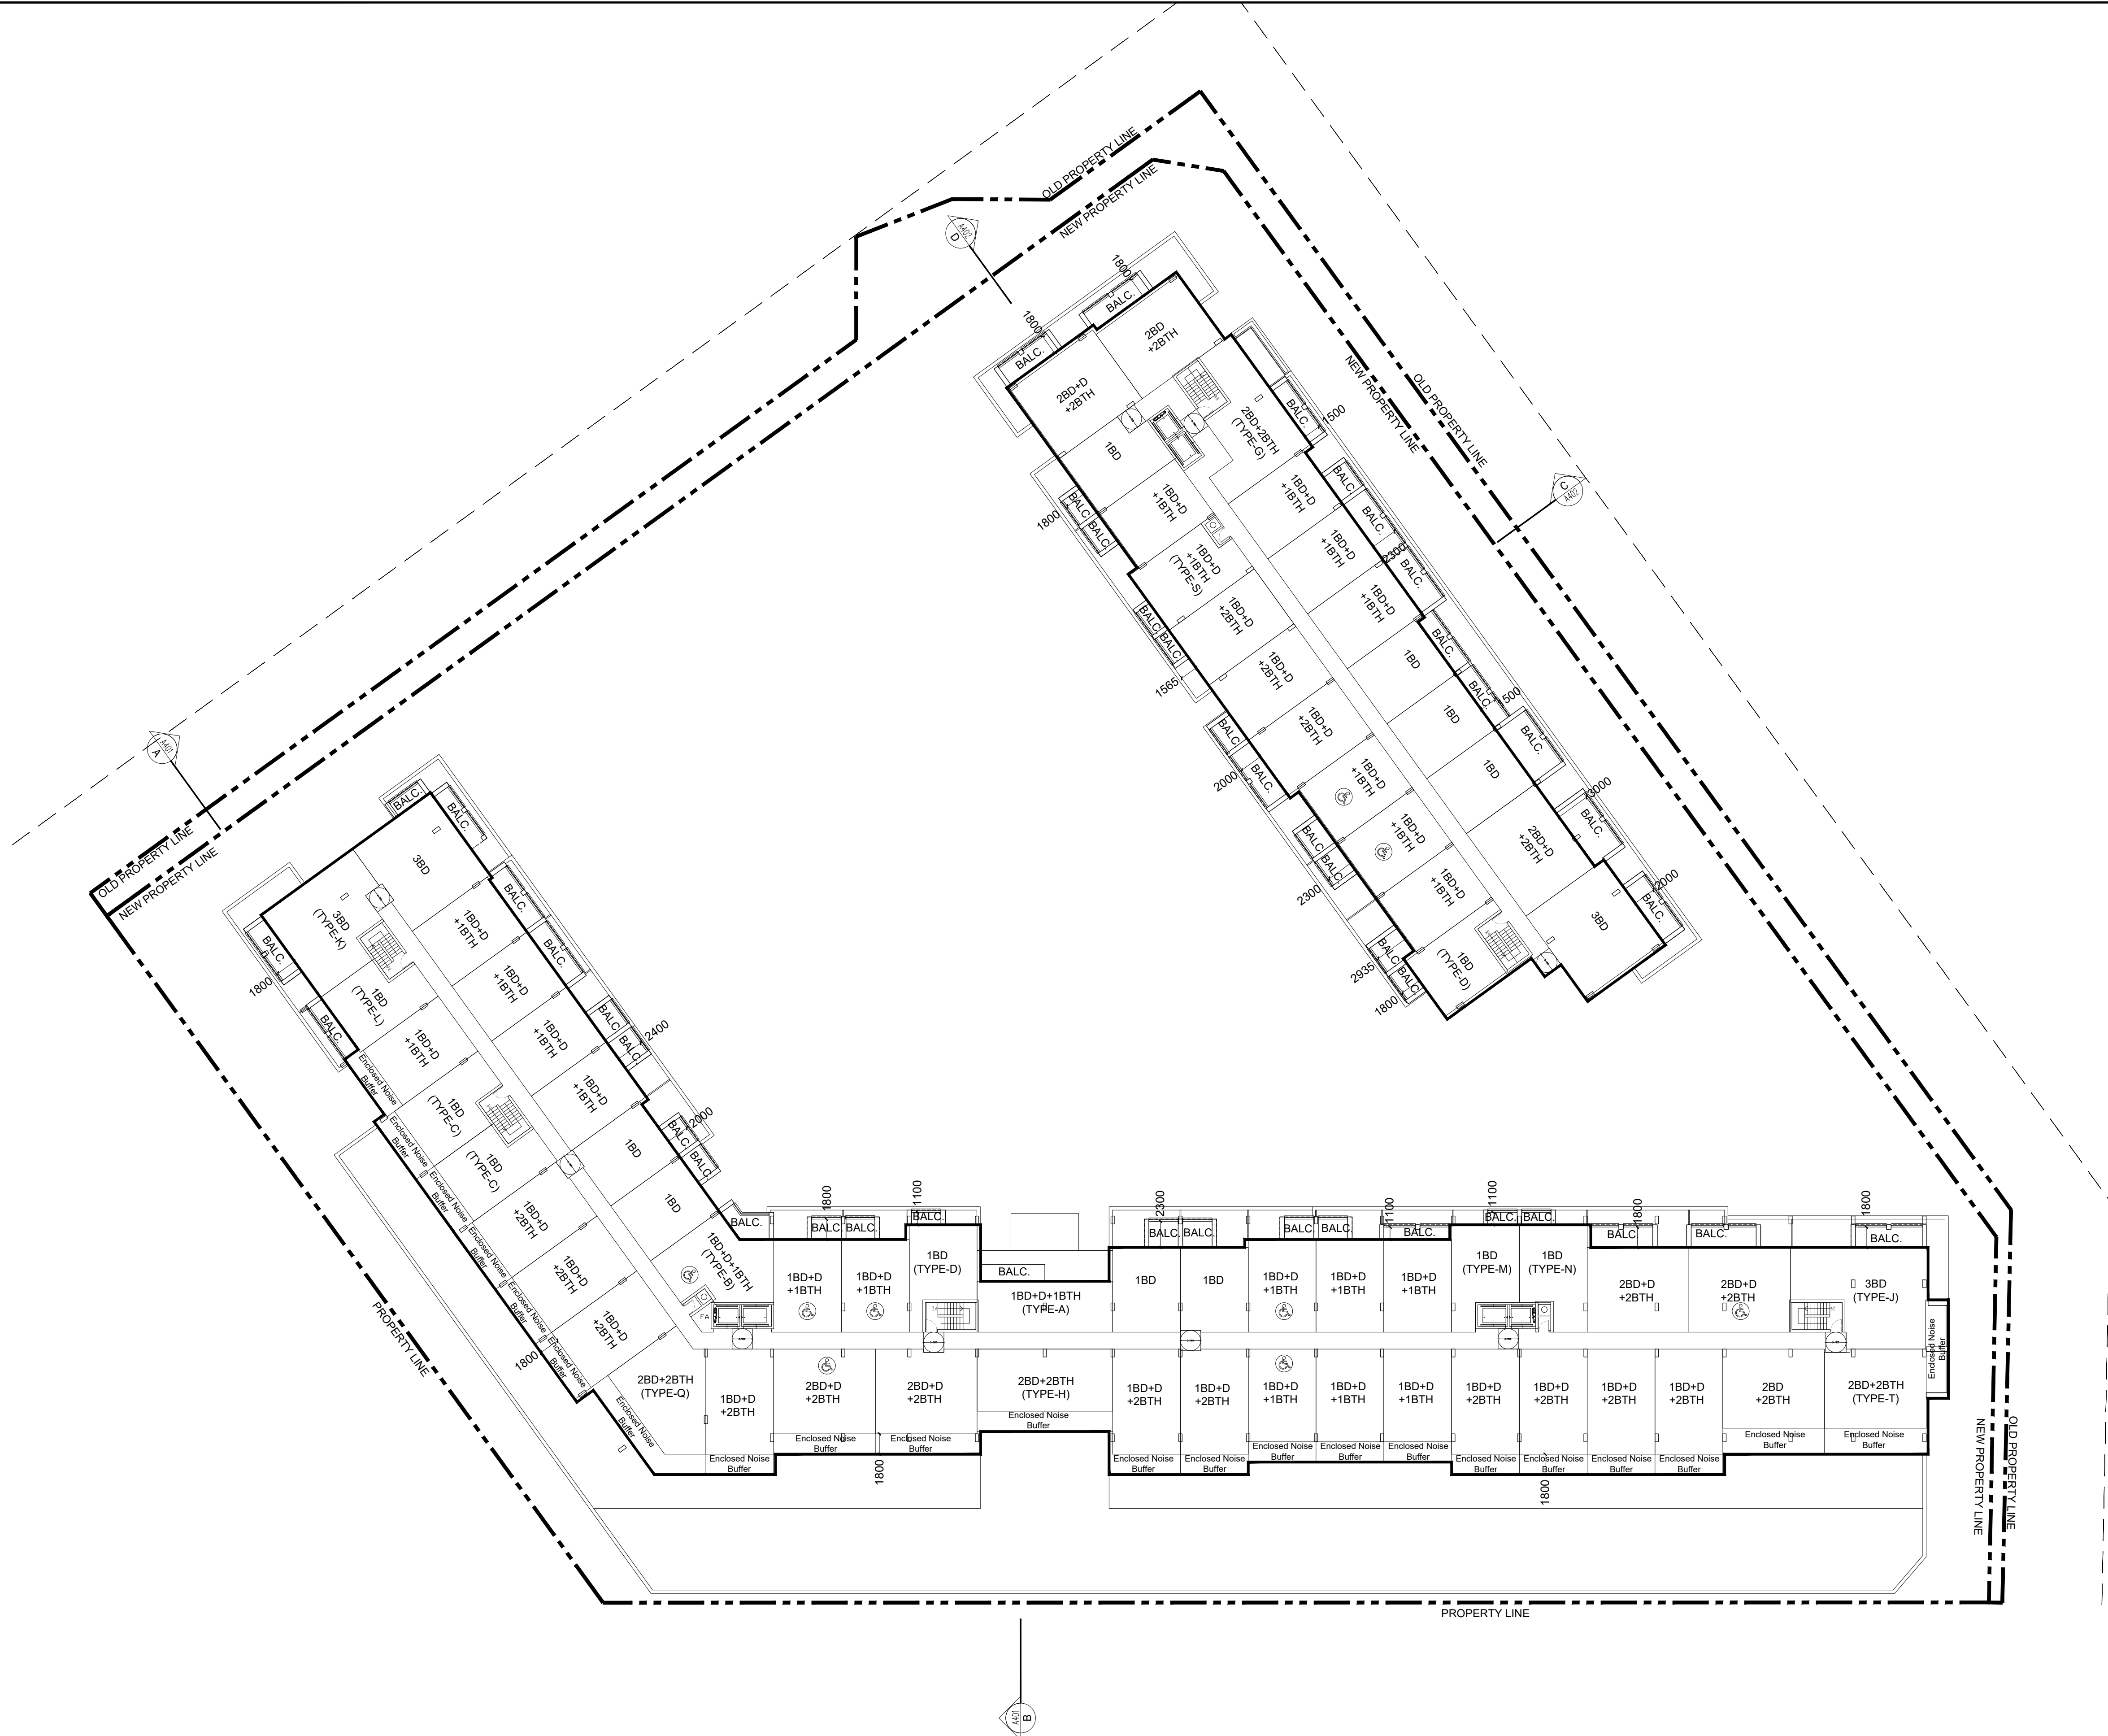 OLD PROPERTY LINE
NEW PROPERTY LINE
A402
D
1800
BALC.
1800
BALC.
2BD
+2BTH
2BD+D
+2BTH
2BD+2BTH
(TYPE-G)
BALC.
1500
NEW PROPERTY LINE
OLD PROPERTY LINE
C
A402
1BD
1BD+D
+1BTH
BALC.
BALC.
1800
1BD+D
+1BTH
(TYPE-S)
BALC.
BALC.
1565
1BD+D
+2BTH
1BD+D
+2BTH
BALC.
BALC.
2000
1BD+D
+2BTH
1BD+D
+1BTH
BALC.
BALC.
2300
1BD+D
+1BTH
1BD+D
+1BTH
BALC.
BALC.
2935
1800
1BD
(TYPE-D)
1BD+D
+1BTH
BALC.
1BD+D
+1BTH
BALC.
2300
BALC.
1BD+D
+1BTH
BALC.
1BD
BALC.
1500
1BD
BALC.
1BD
3000
BALC.
2BD+D
+2BTH
2000
BALC.
3BD
A401
A
OLD PROPERTY LINE
NEW PROPERTY LINE
BALC.
BALC.
3BD
3BD
(TYPE-K)
BALC.
1800
1BD
(TYPE-L)
BALC.
1BD+D
+1BTH
Enclosed Noise
Buffer
1BD
(TYPE-C)
Enclosed Noise
Buffer
1BD
(TYPE-C)
Enclosed Noise
Buffer
1BD+D
+2BTH
Enclosed Noise
Buffer
1BD+D
+2BTH
Enclosed Noise
Buffer
1BD+D
+2BTH
Enclosed Noise
Buffer
1800
1BD+D
+1BTH
BALC.
1BD+D
+1BTH
BALC.
1BD+D
+1BTH
BALC.
BALC.
2400
1BD+D
+1BTH
1BD
BALC.
2000
BALC.
1BD
1BD+D+1BTH
(TYPE-B)
BALC.
FA
PROPERTY LINE
1800
BALC.
BALC.
1100
BALC.
1BD+D
+1BTH
1BD+D
+1BTH
1BD
(TYPE-D)
BALC.
1BD+D+1BTH
(TYPE-A)
2300
BALC.
BALC.
1BD
1BD
BALC.
BALC.
1BD+D
+1BTH
1BD+D
+1BTH
1100
BALC.
1BD+D
+1BTH
1100
BALC.
BALC.
1BD
(TYPE-M)
1BD
(TYPE-N)
1800
BALC.
BALC.
2BD+D
+2BTH
2BD+D
+2BTH
1800
BALC.
3BD
(TYPE-J)
Enclosed Noise
Buffer
2BD+2BTH
(TYPE-Q)
Enclosed Noise
Buffer
1BD+D
+2BTH
Enclosed Noise
Buffer
2BD+D
+2BTH
Enclosed Noise
Buffer
2BD+D
+2BTH
Enclosed Noise
Buffer
1800
2BD+2BTH
(TYPE-H)
Enclosed Noise
Buffer
1BD+D
+2BTH
Enclosed Noise
Buffer
1BD+D
+2BTH
Enclosed Noise
Buffer
1BD+D
+1BTH
Enclosed Noise
Buffer
1BD+D
+1BTH
Enclosed Noise
Buffer
1BD+D
+1BTH
Enclosed Noise
Buffer
1BD+D
+2BTH
Enclosed Noise
Buffer
1BD+D
+2BTH
Enclosed Noise
Buffer
1800
1BD+D
+2BTH
Enclosed Noise
Buffer
1BD+D
+2BTH
Enclosed Noise
Buffer
2BD
+2BTH
Enclosed Noise
Buffer
2BD+2BTH
(TYPE-T)
Enclosed Noise
Buffer
NEW PROPERTY LINE
OLD PROPERTY LINE
PROPERTY LINE
A401
B